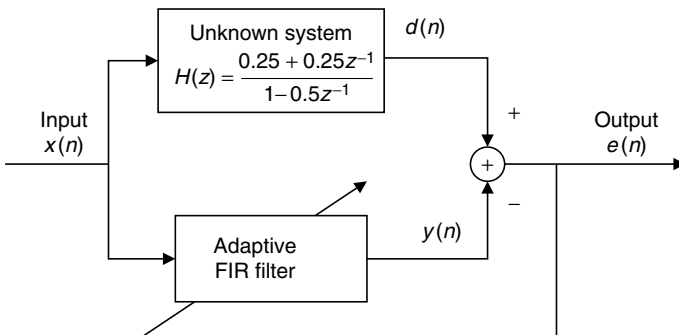 Unknown system
H(z) = 0.25 + 0.25z⁻¹ / 1–0.5z⁻¹
d(n)
Input
x(n)
+
+
Output
e(n)
–
Adaptive
FIR filter
y(n)